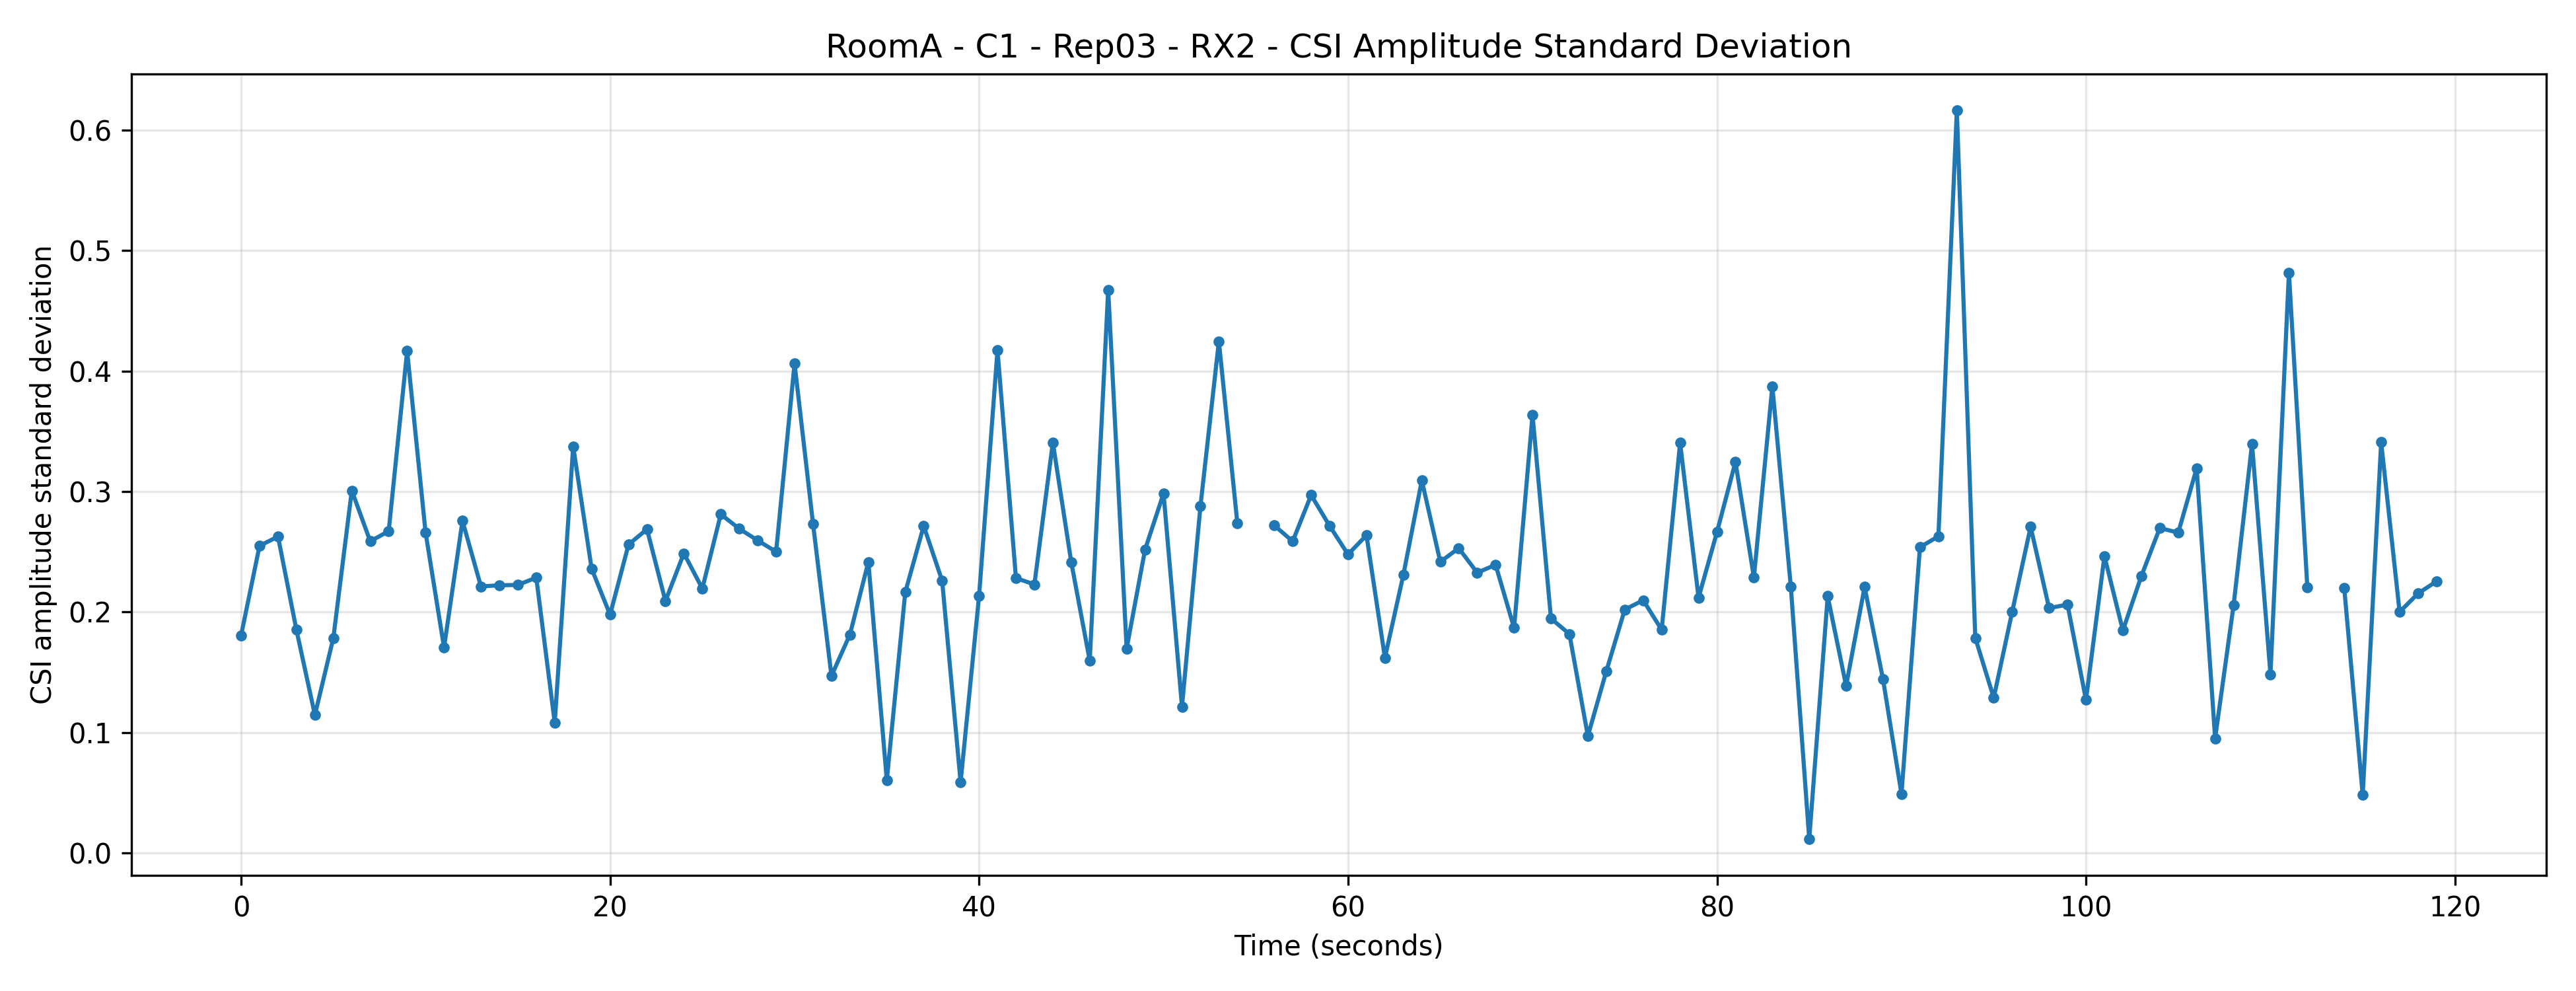 RoomA - C1 - Rep03 - RX2 - CSI Amplitude Standard Deviation
CSI amplitude standard deviation
0.6
0.5
0.4
0.3
0.2
0.1
0.0
0 20 40 60 80 100 120
Time (seconds)